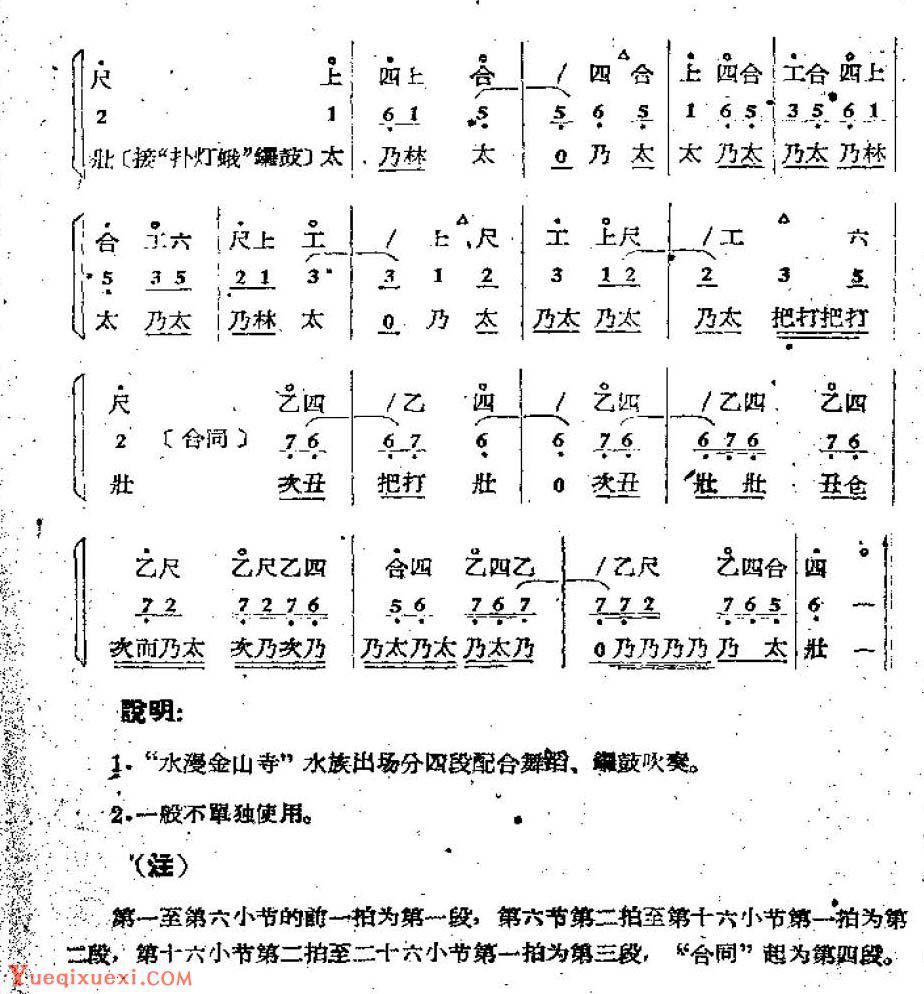 尺 上 四上 合 / 四 合 上 四合 工合 四上
2 1 6 1 5 5 6 5 1 6 5 3 5 6 1
壯〔接“扑灯蛾”鑼鼓〕太 乃林 太 0 乃 太 太 乃太 乃太 乃林
合 工六 尺上 工 / 上 尺 工 上尺 /工 六
5 3 5 2 1 3 3 1 2 3 1 2 2 3 5
太 乃太 乃林 太 0 乃 太 乃太 乃太 乃太 把打把打
尺 乙四 /乙 四 / 乙四 /乙四 乙四
2 〔合同〕 7 6 6 7 6 6 7 6 6 7 6 7 6
壯 次丑 把打 壯 0 次丑 壯 壯 丑仓
乙尺 乙尺乙四 合四 乙四乙 /乙尺 乙四合 四
7 2 7 2 7 6 5 6 7 6 7 7 7 2 7 6 5 6 —
次而乃太 次乃次乃 乃太乃太 乃太乃 0乃乃乃乃 乃 太 壯 —
說明:
1.“水漫金山寺”水族出场分四段配合舞蹈、鑼鼓吹奏。
2.一般不單独使用。
（注）
第一至第六小节的前一拍为第一段，第六节第二拍至第十六小节第一拍为第
二段，第十六小节第二拍至二十六小节第一拍为第三段，“合同”起为第四段。
Yueqixuexi.com